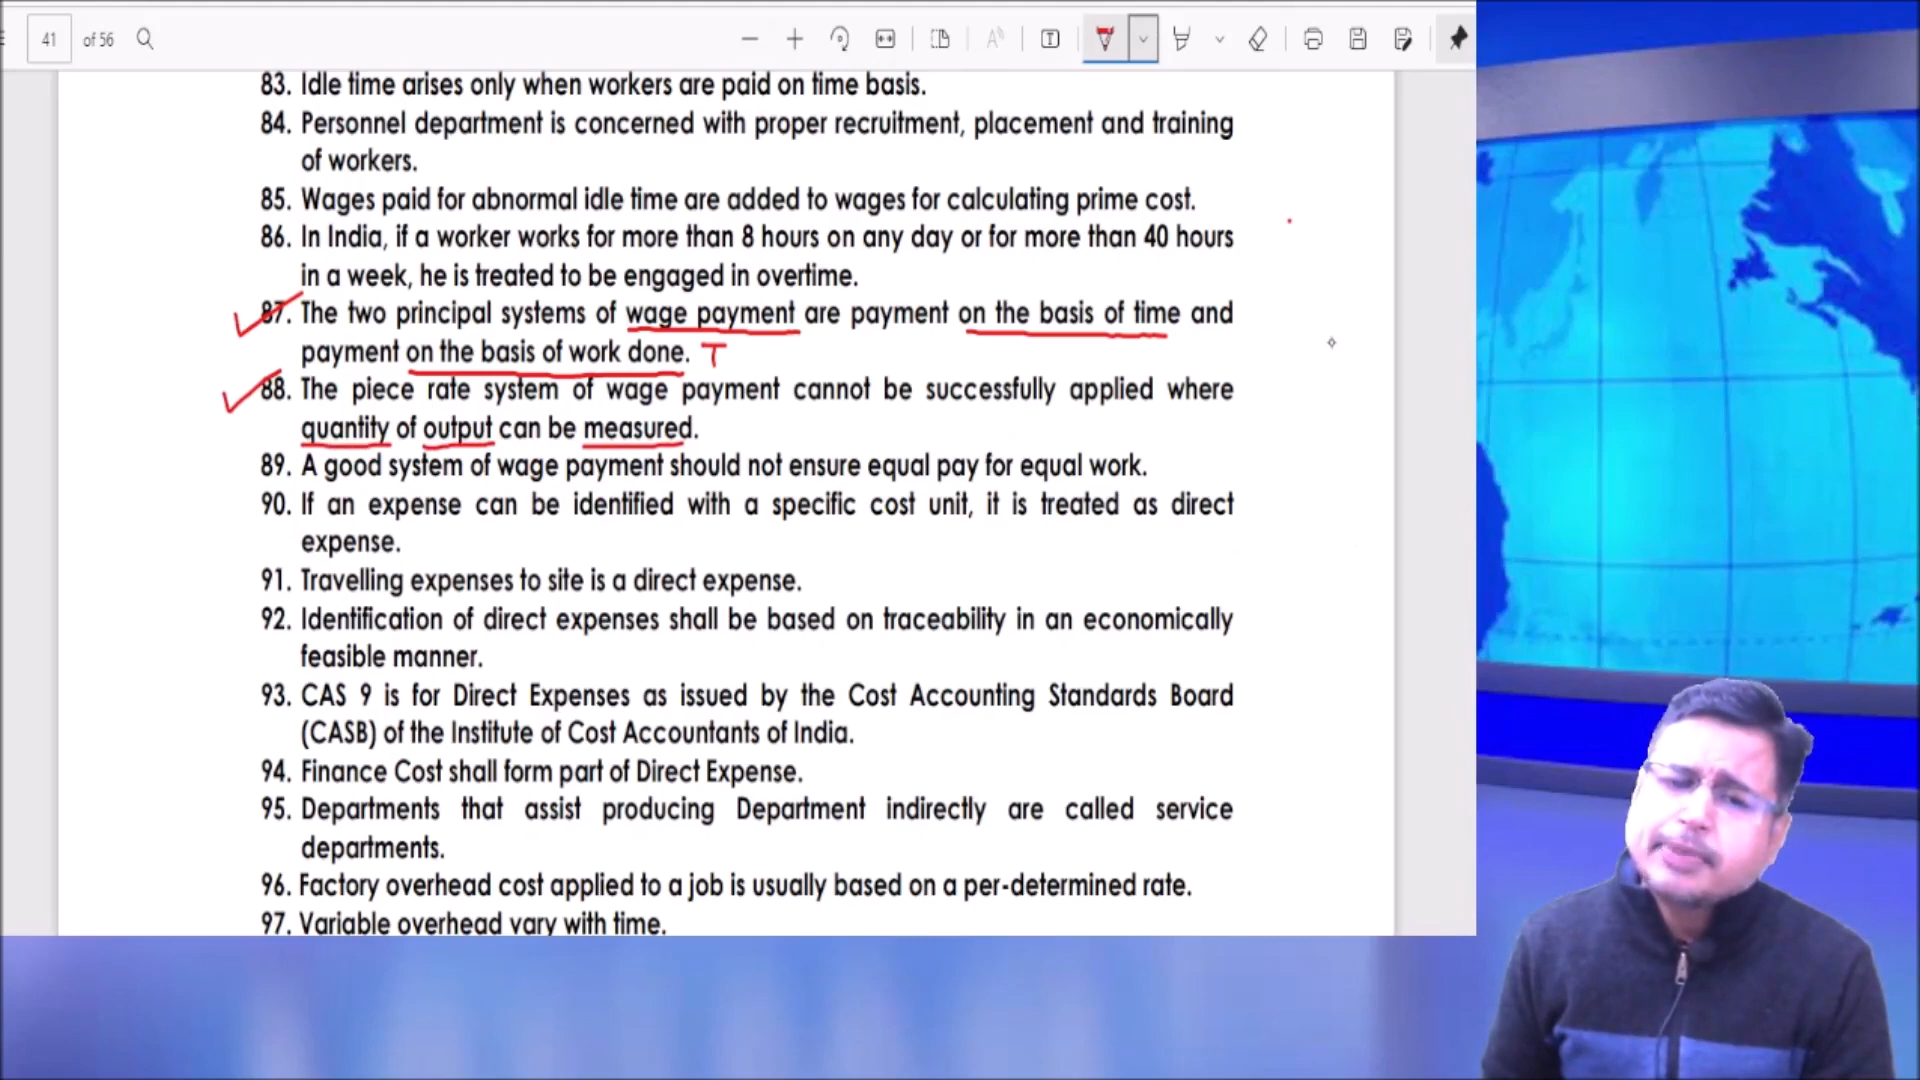 41 of 56
83. Idle time arises only when workers are paid on time basis.
84. Personnel department is concerned with proper recruitment, placement and training
of workers.
85. Wages paid for abnormal idle time are added to wages for calculating prime cost.
86. In India, if a worker works for more than 8 hours on any day or for more than 40 hours
in a week, he is treated to be engaged in overtime.
87. The two principal systems of wage payment are payment on the basis of time and
payment on the basis of work done. T
88. The piece rate system of wage payment cannot be successfully applied where
quantity of output can be measured.
89. A good system of wage payment should not ensure equal pay for equal work.
90. If an expense can be identified with a specific cost unit, it is treated as direct
expense.
91. Travelling expenses to site is a direct expense.
92. Identification of direct expenses shall be based on traceability in an economically
feasible manner.
93. CAS 9 is for Direct Expenses as issued by the Cost Accounting Standards Board
(CASB) of the Institute of Cost Accountants of India.
94. Finance Cost shall form part of Direct Expense.
95. Departments that assist producing Department indirectly are called service
departments.
96. Factory overhead cost applied to a job is usually based on a per-determined rate.
97. Variable overhead vary with time.